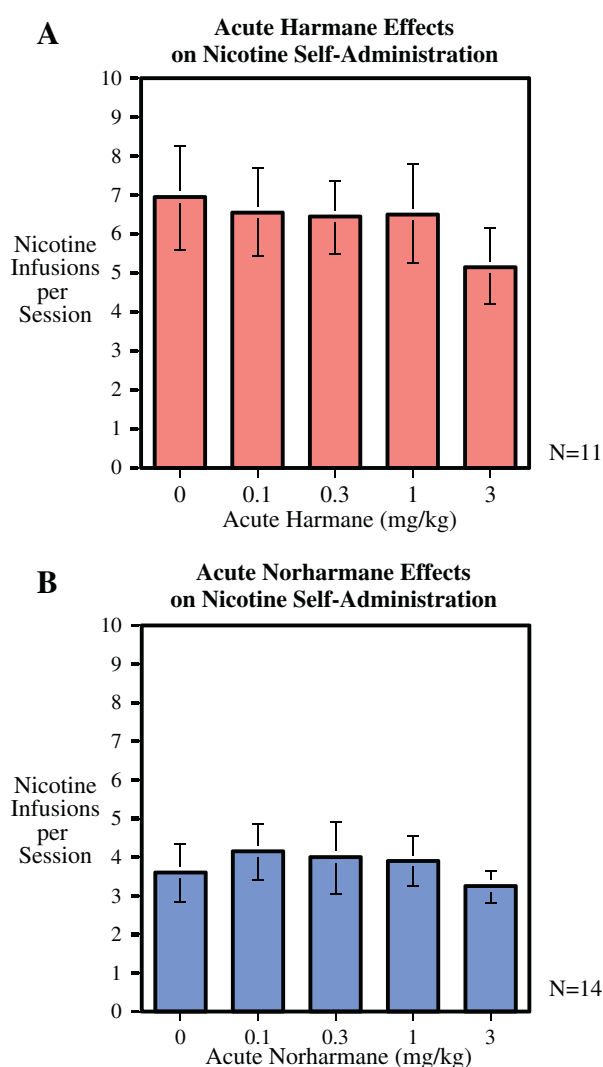 A
Acute Harmane Effects
on Nicotine Self-Administration
10
9
8
7
6
5
4
3
2
1
0
Nicotine
Infusions
per
Session
N=11
0 0.1 0.3 1 3
Acute Harmane (mg/kg)
B
Acute Norharmane Effects
on Nicotine Self-Administration
10
9
8
7
6
5
4
3
2
1
0
Nicotine
Infusions
per
Session
N=14
0 0.1 0.3 1 3
Acute Norharmane (mg/kg)